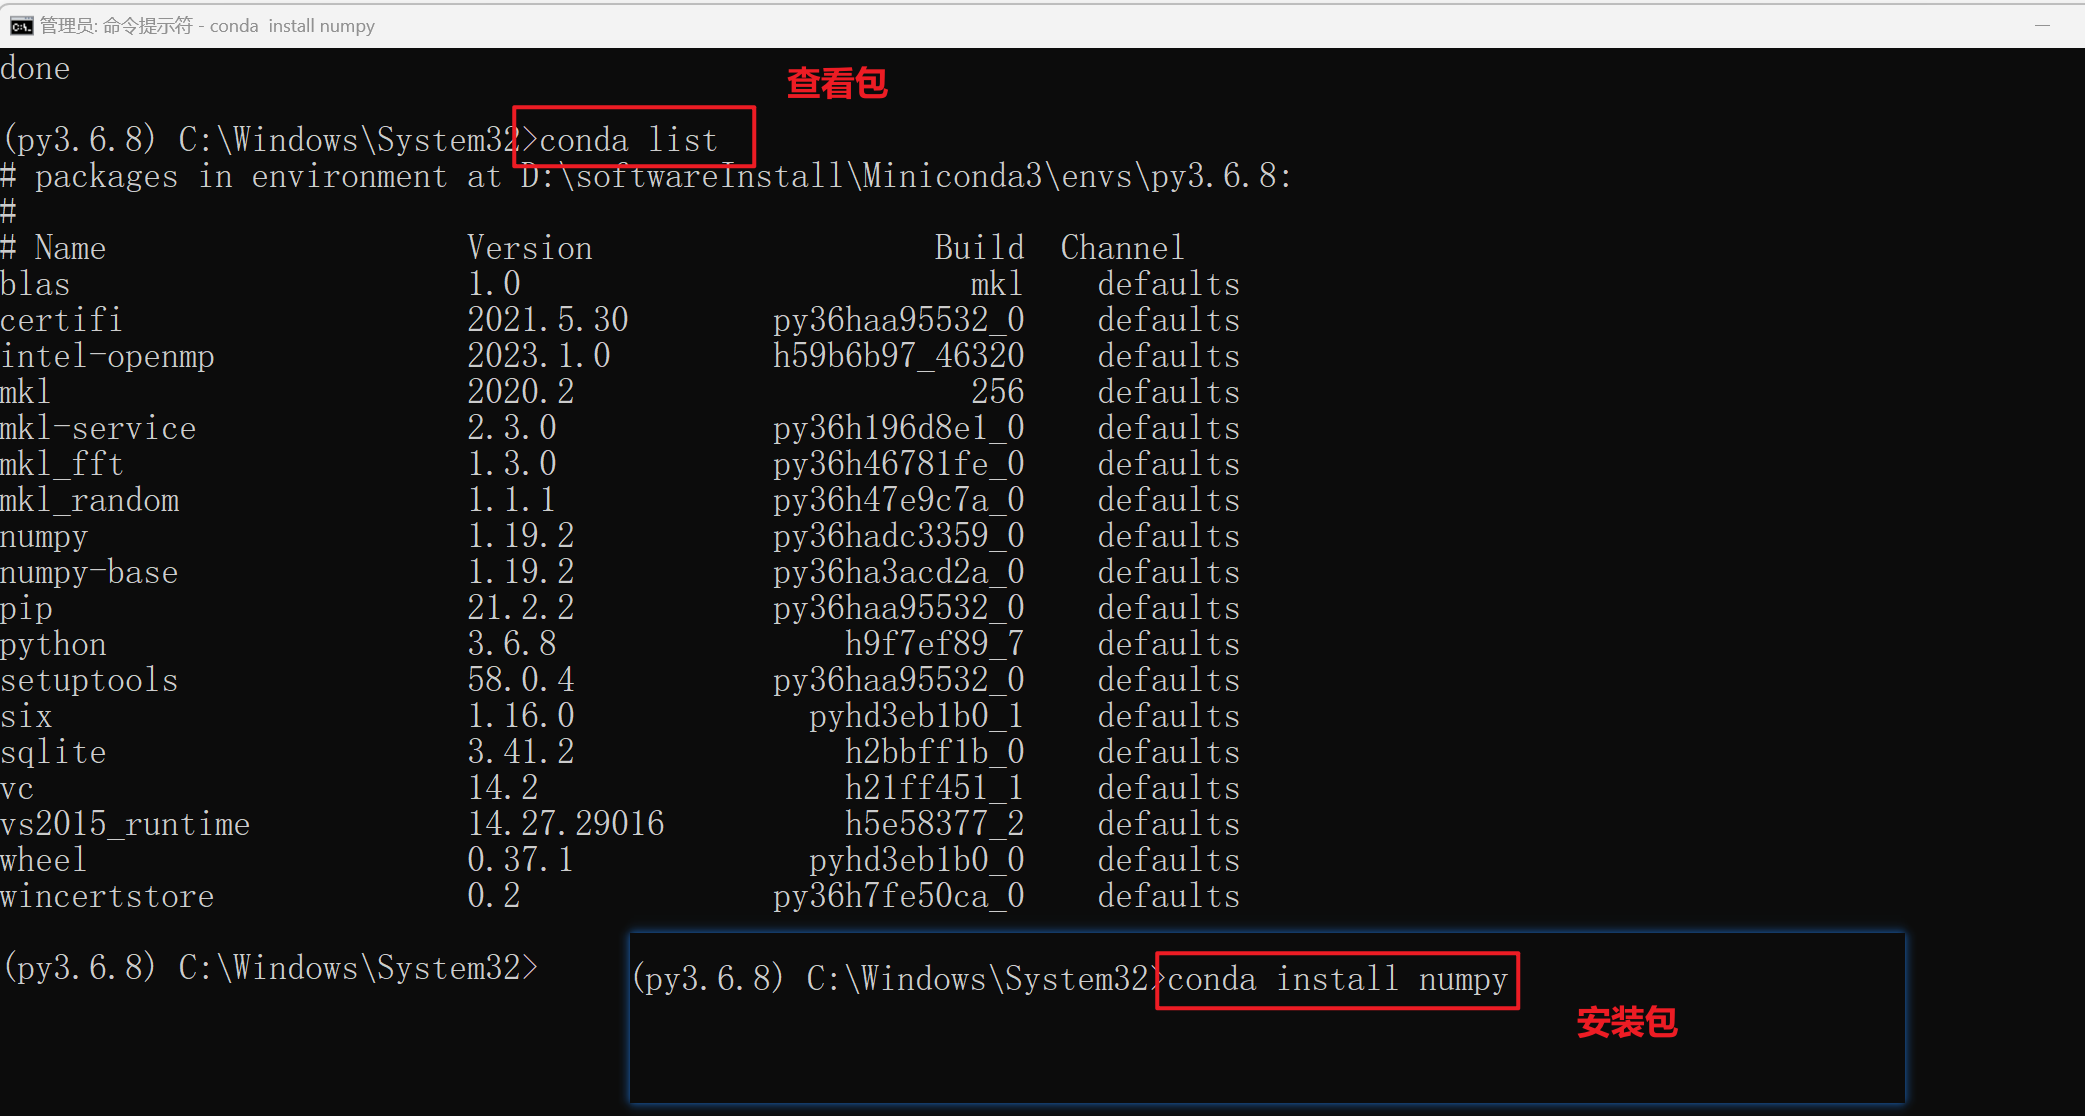 管理员: 命令提示符 - conda  install numpy
done
查看包
(py3.6.8) C:\Windows\System32>conda list
# packages in environment at D:\softwareInstall\Miniconda3\envs\py3.6.8:
#
# Name                    Version                   Build  Channel
blas                      1.0                         mkl    defaults
certifi                   2021.5.30        py36haa95532_0    defaults
intel-openmp              2023.1.0         h59b6b97_46320    defaults
mkl                       2020.2                      256    defaults
mkl-service               2.3.0            py36h196d8e1_0    defaults
mkl_fft                   1.3.0            py36h46781fe_0    defaults
mkl_random                1.1.1            py36h47e9c7a_0    defaults
numpy                     1.19.2           py36hadc3359_0    defaults
numpy-base                1.19.2           py36ha3acd2a_0    defaults
pip                       21.2.2           py36haa95532_0    defaults
python                    3.6.8                h9f7ef89_7    defaults
setuptools                58.0.4           py36haa95532_0    defaults
six                       1.16.0             pyhd3eb1b0_1    defaults
sqlite                    3.41.2               h2bbff1b_0    defaults
vc                        14.2                 h21ff451_1    defaults
vs2015_runtime            14.27.29016          h5e58377_2    defaults
wheel                     0.37.1             pyhd3eb1b0_0    defaults
wincertstore              0.2              py36h7fe50ca_0    defaults
(py3.6.8) C:\Windows\System32>
(py3.6.8) C:\Windows\System32>conda install numpy
安装包